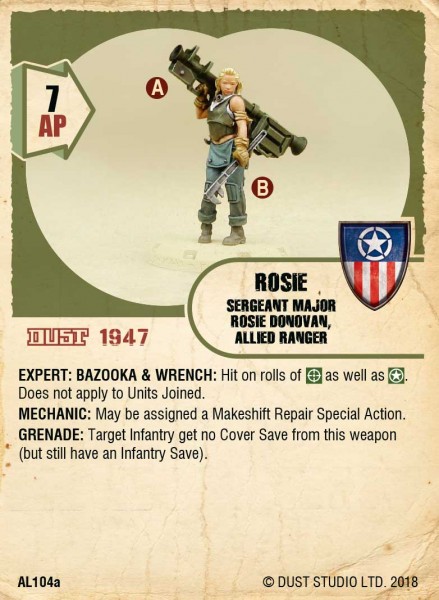 7
AP
A
B
ROSIE
SERGEANT MAJOR
ROSIE DONOVAN,
ALLIED RANGER
DUST 1947
EXPERT: BAZOOKA & WRENCH: Hit on rolls of as well as .
Does not apply to Units Joined.
MECHANIC: May be assigned a Makeshift Repair Special Action.
GRENADE: Target Infantry get no Cover Save from this weapon
(but still have an Infantry Save).
AL104a
© DUST STUDIO LTD. 2018